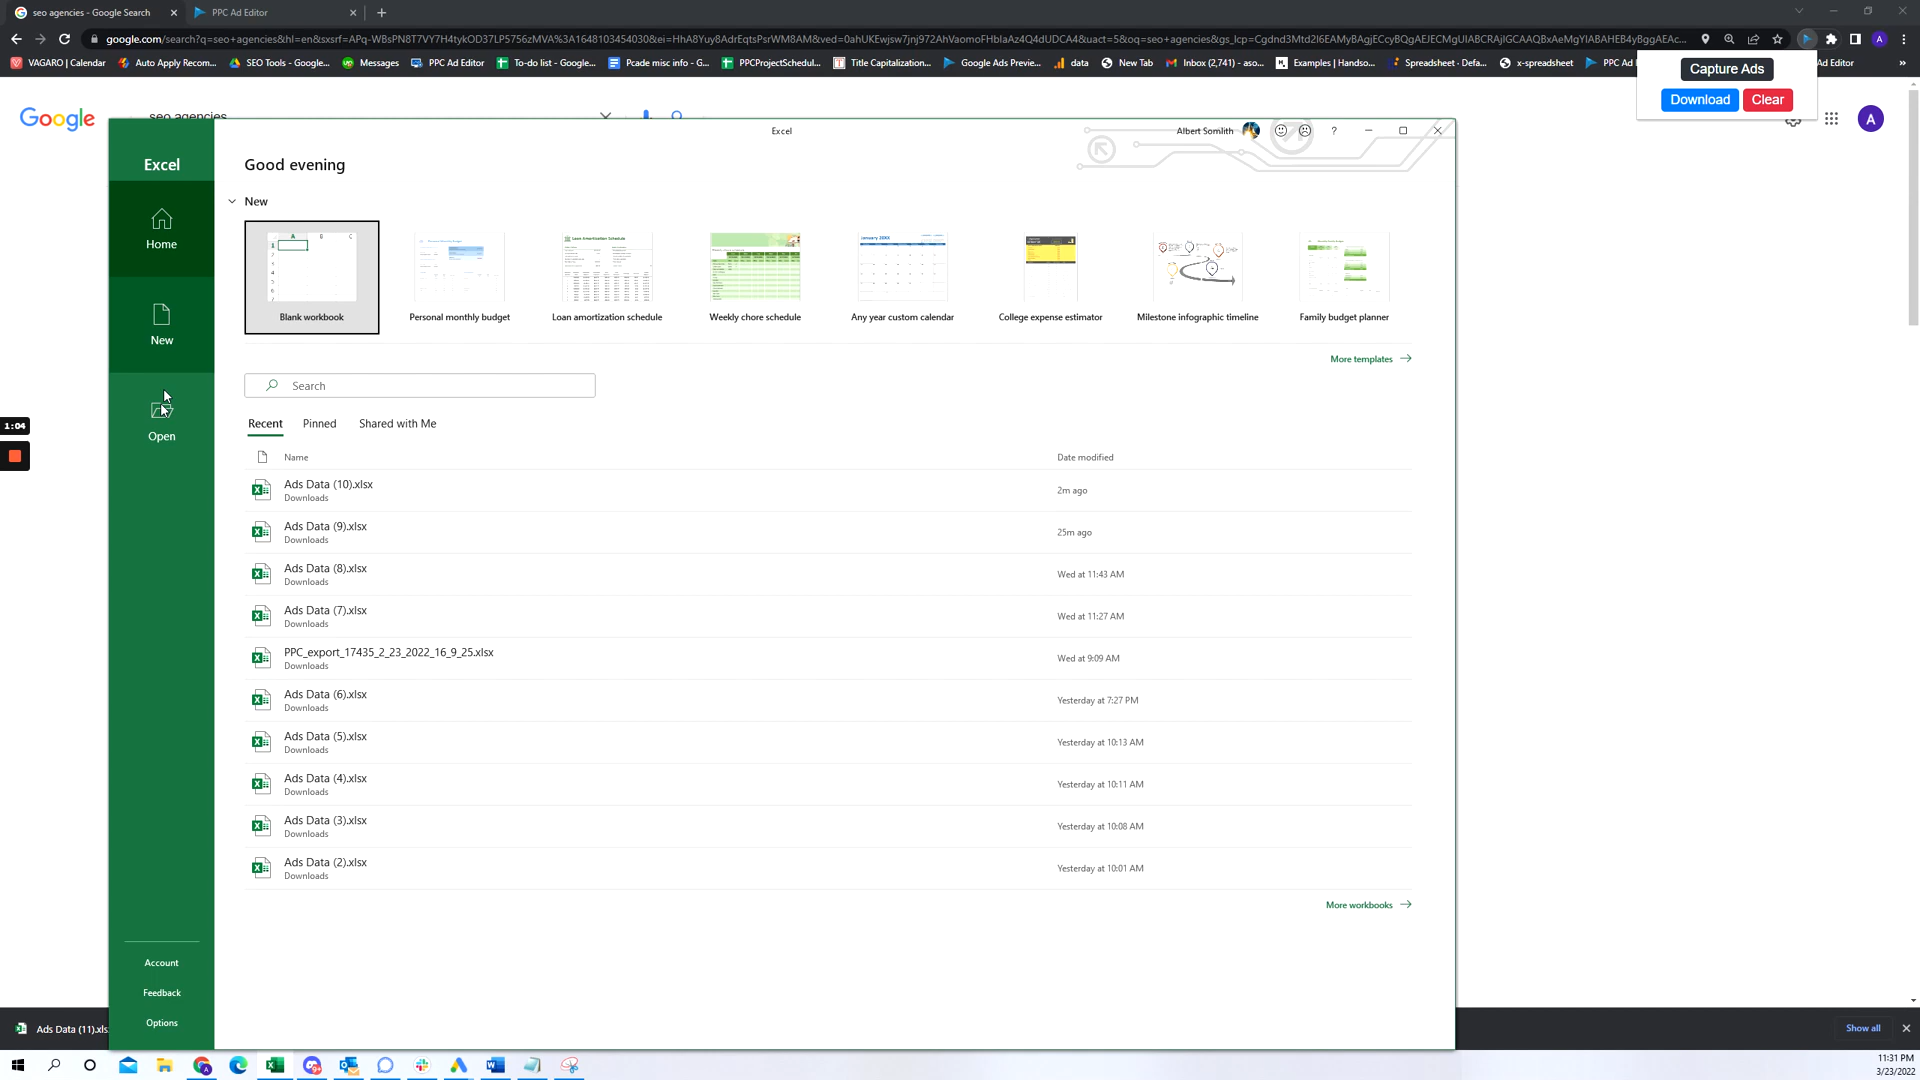 seo agencies - Google Search
PPC Ad Editor
google.com/search?q=seo+agencies&hl=en&sxsrf=APq-WBsPN8T7VY7H4tykOD37LP5756zMVA%3A1648103454030&ei=HhA8Yuy8AdrEqtsPsrWM8AM&ved=0ahUKEwjsw7jnj972AhVaomoFHblaAz4Q4dUDCA4&uact=5&oq=seo+agencies&gs_lcp=Cgdnd3Mtd2l6EAMyBAgjECcyBQgAEJECMgUIABCRAjIGCAAQBxAeMgYIABAHEB4yBggAEAc...
VAGARO | Calendar
Auto Apply Recom...
SEO Tools - Google...
Messages
PPC Ad Editor
To-do list - Google...
Pcade misc info - G...
PPCProjectSchedul...
Title Capitalization...
Google Ads Previe...
data
New Tab
Inbox (2,741) - aso...
Examples | Handso...
Spreadsheet - Defa...
x-spreadsheet
PPC Ad
Ad Editor
Capture Ads
Download
Clear
Google
seo agencies
A
Excel
Albert Somlith
?
Excel
Good evening
Home
New
Open
New
Blank workbook
Personal monthly budget
Loan amortization schedule
Weekly chore schedule
Any year custom calendar
College expense estimator
Milestone infographic timeline
Family budget planner
More templates
Search
1:04
Recent
Pinned
Shared with Me
Name
Date modified
Ads Data (10).xlsx
Downloads
2m ago
Ads Data (9).xlsx
Downloads
25m ago
Ads Data (8).xlsx
Downloads
Wed at 11:43 AM
Ads Data (7).xlsx
Downloads
Wed at 11:27 AM
PPC_export_17435_2_23_2022_16_9_25.xlsx
Downloads
Wed at 9:09 AM
Ads Data (6).xlsx
Downloads
Yesterday at 7:27 PM
Ads Data (5).xlsx
Downloads
Yesterday at 10:13 AM
Ads Data (4).xlsx
Downloads
Yesterday at 10:11 AM
Ads Data (3).xlsx
Downloads
Yesterday at 10:08 AM
Ads Data (2).xlsx
Downloads
Yesterday at 10:01 AM
More workbooks
Account
Feedback
Options
Ads Data (11).xls
Show all
11:31 PM
3/23/2022